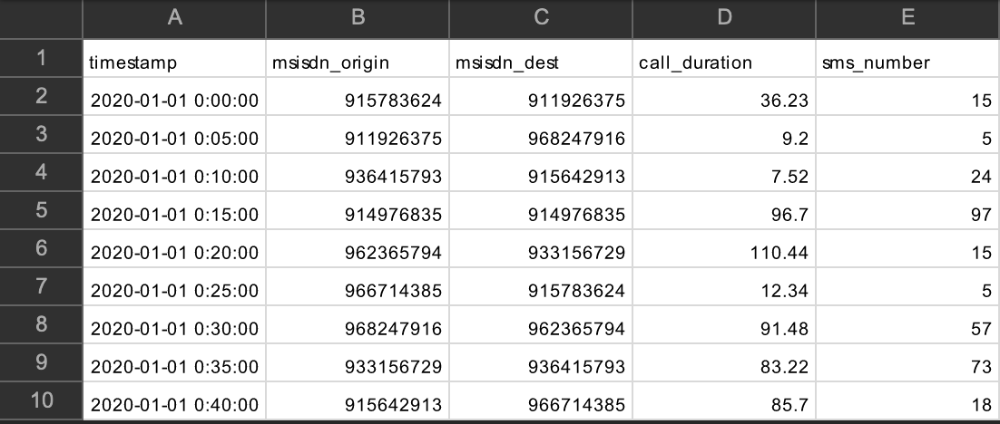 A B C D E
1 timestamp msisdn_origin msisdn_dest call_duration sms_number
2 2020-01-01 0:00:00 915783624 911926375 36.23 15
3 2020-01-01 0:05:00 911926375 968247916 9.2 5
4 2020-01-01 0:10:00 936415793 915642913 7.52 24
5 2020-01-01 0:15:00 914976835 914976835 96.7 97
6 2020-01-01 0:20:00 962365794 933156729 110.44 15
7 2020-01-01 0:25:00 966714385 915783624 12.34 5
8 2020-01-01 0:30:00 968247916 962365794 91.48 57
9 2020-01-01 0:35:00 933156729 936415793 83.22 73
10 2020-01-01 0:40:00 915642913 966714385 85.7 18